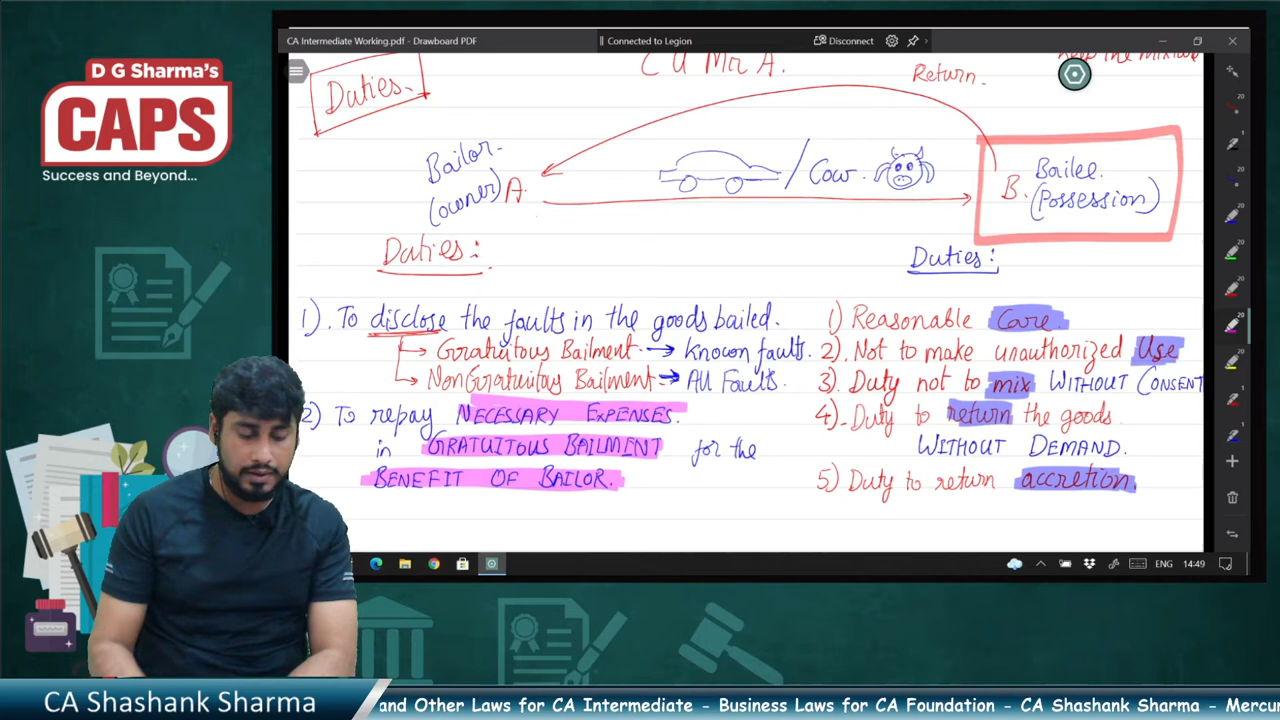 D G Sharma's
CAPS
Success and Beyond...
CA Intermediate Working.pdf - Drawboard PDF
Connected to Legion
Disconnect
Duties.
Return.
Bailor.
(owner) A.
/ Cow.
Bailee.
B. (Possession)
Duties:
1). To disclose the faults in the goods bailed.
Gratuitous Bailment → Known faults.
Non Gratuitous Bailment → All Faults.
2) To repay NECESSARY EXPENSES.
in GRATUITOUS BAILMENT for the
BENEFIT OF BAILOR.
Duties:
1) Reasonable Care.
2). Not to make unauthorized Use
3). Duty not to mix WITHOUT CONSENT
4). Duty to return the goods
WITHOUT DEMAND.
5) Duty to return accretion.
ENG
14:49
CA Shashank Sharma
and Other Laws for CA Intermediate - Business Laws for CA Foundation - CA Shashank Sharma - Mercu